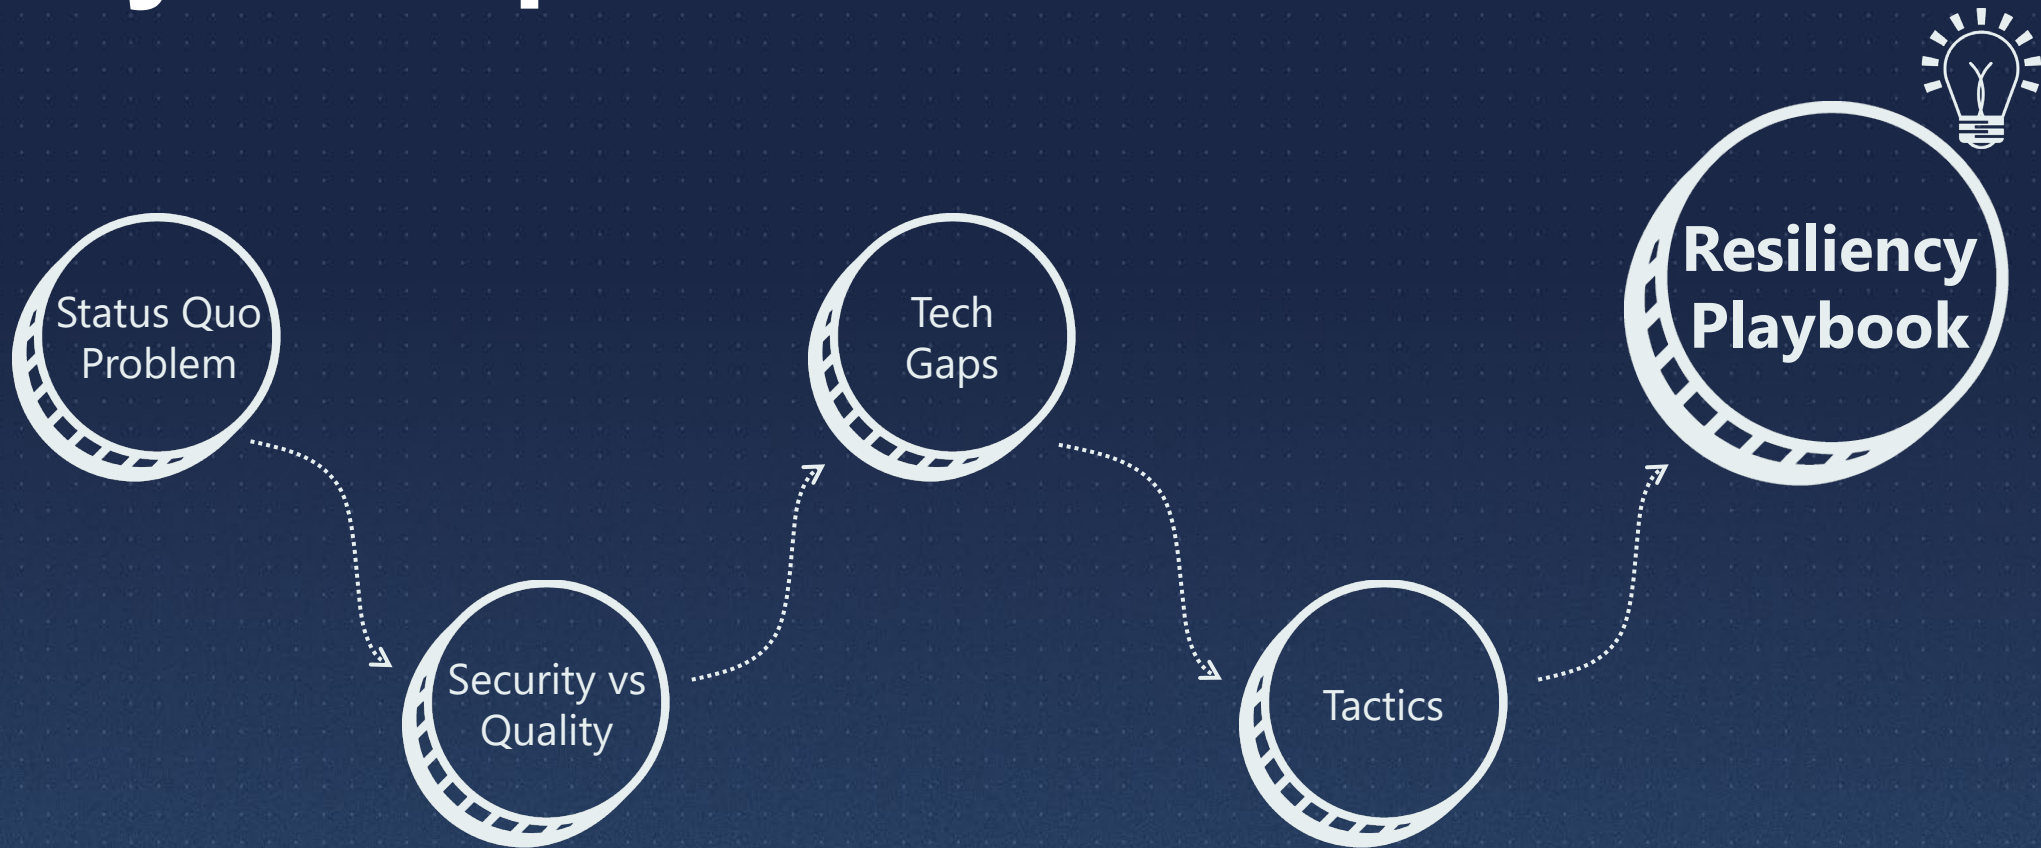 Status Quo
Problem
Security vs
Quality
Tech
Gaps
Tactics
Resiliency
Playbook